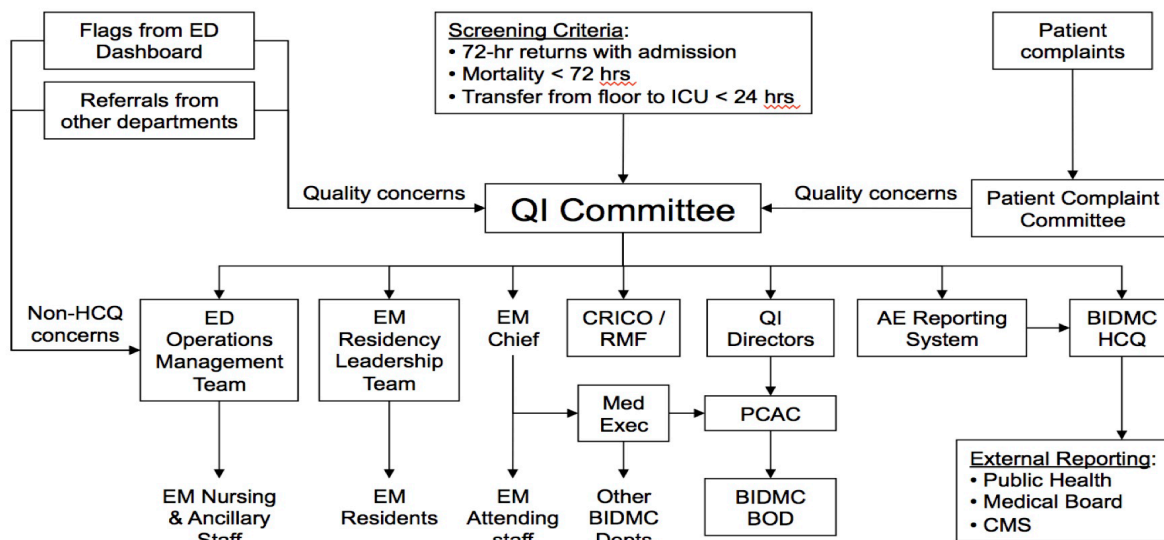 Flags from ED
Dashboard
Referrals from
other departments
Screening Criteria:
• 72-hr returns with admission
• Mortality < 72 hrs
• Transfer from floor to ICU < 24 hrs
Patient
complaints
Quality concerns
QI Committee
Quality concerns
Patient Complaint
Committee
Non-HCQ
concerns
ED
Operations
Management
Team
EM
Residency
Leadership
Team
EM
Chief
CRICO /
RMF
QI
Directors
AE Reporting
System
BIDMC
HCQ
Med
Exec
PCAC
External Reporting:
• Public Health
• Medical Board
• CMS
EM Nursing
& Ancillary
Staff
EM
Residents
EM
Attending
staff
Other
BIDMC
Depts
BIDMC
BOD